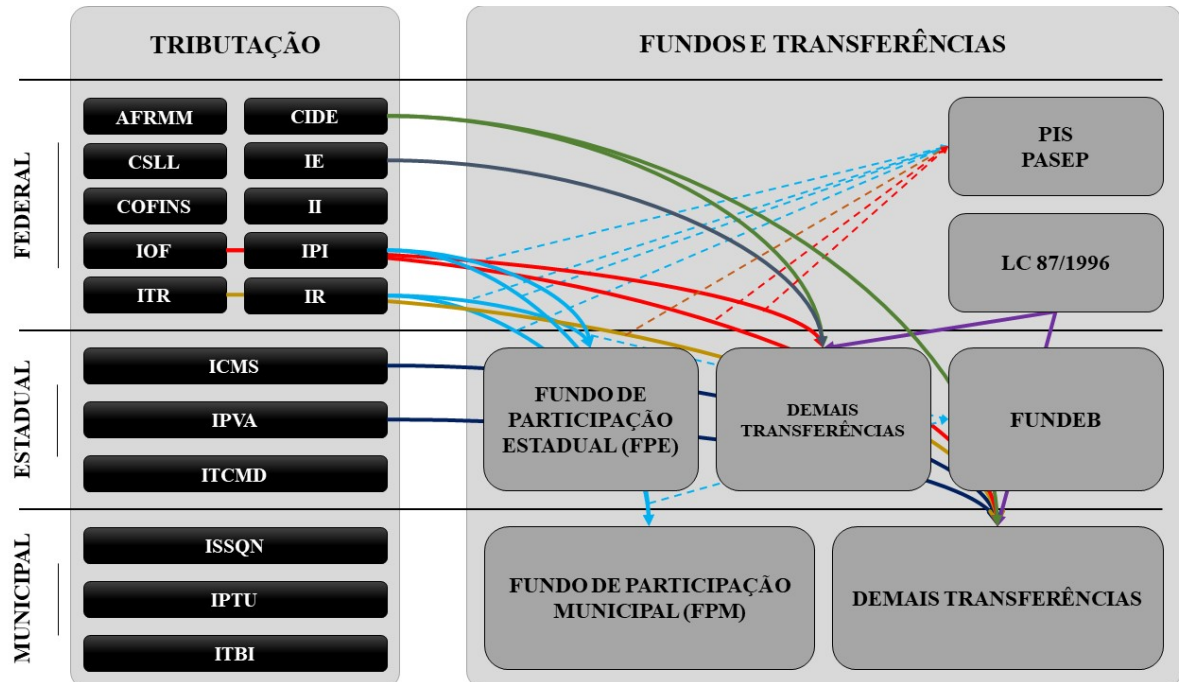 TRIBUTAÇÃO
FUNDOS E TRANSFERÊNCIAS
FEDERAL
AFRMM
CIDE
CSLL
IE
COFINS
II
IOF
IPI
ITR
IR
PIS
PASEP
LC 87/1996
ESTADUAL
ICMS
IPVA
ITCMD
FUNDO DE
PARTICIPAÇÃO
ESTADUAL (FPE)
DEMAIS
TRANSFERÊNCIAS
FUNDEB
MUNICIPAL
ISSQN
IPTU
ITBI
FUNDO DE PARTICIPAÇÃO
MUNICIPAL (FPM)
DEMAIS TRANSFERÊNCIAS